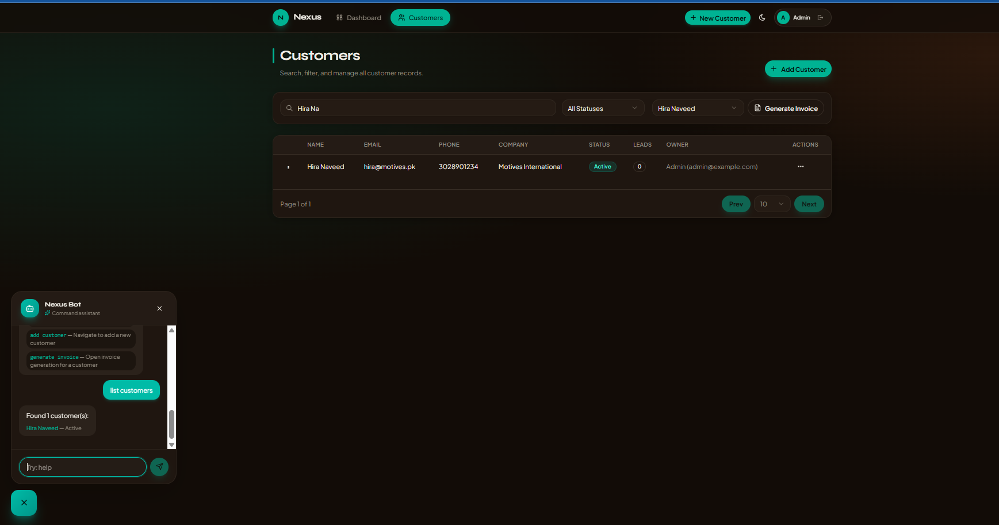 N Nexus Dashboard Customers + New Customer A Admin
Customers
Search, filter, and manage all customer records.
+ Add Customer
Hira Na All Statuses Hira Naveed Generate Invoice
NAME EMAIL PHONE COMPANY STATUS LEADS OWNER ACTIONS
Hira Naveed hira@motives.pk 3028901234 Motives International Active 0 Admin (admin@example.com) ...
Page 1 of 1 Prev 10 Next
Nexus Bot
Command assistant
add customer — Navigate to add a new
customer
generate invoice — Open invoice
generation for a customer
list customers
Found 1 customer(s):
Hira Naveed — Active
Try: help